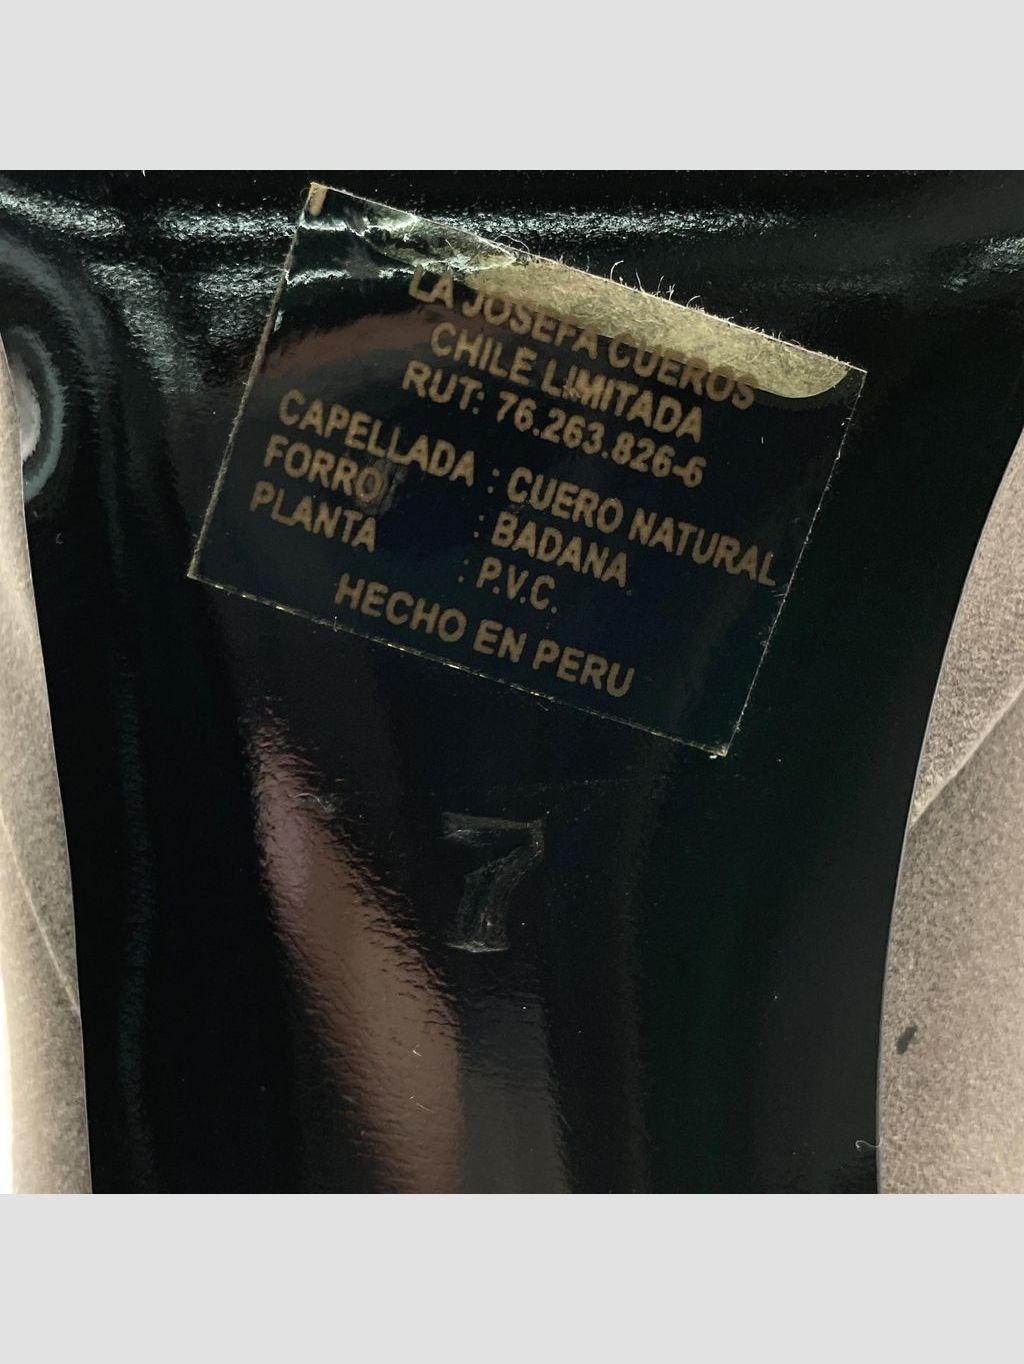 LA JOSEFA CUEROS
CHILE LIMITADA
RUT: 76.263.826-6
CAPELLADA : CUERO NATURAL
FORRO : BADANA
PLANTA : P.V.C.
HECHO EN PERU
7